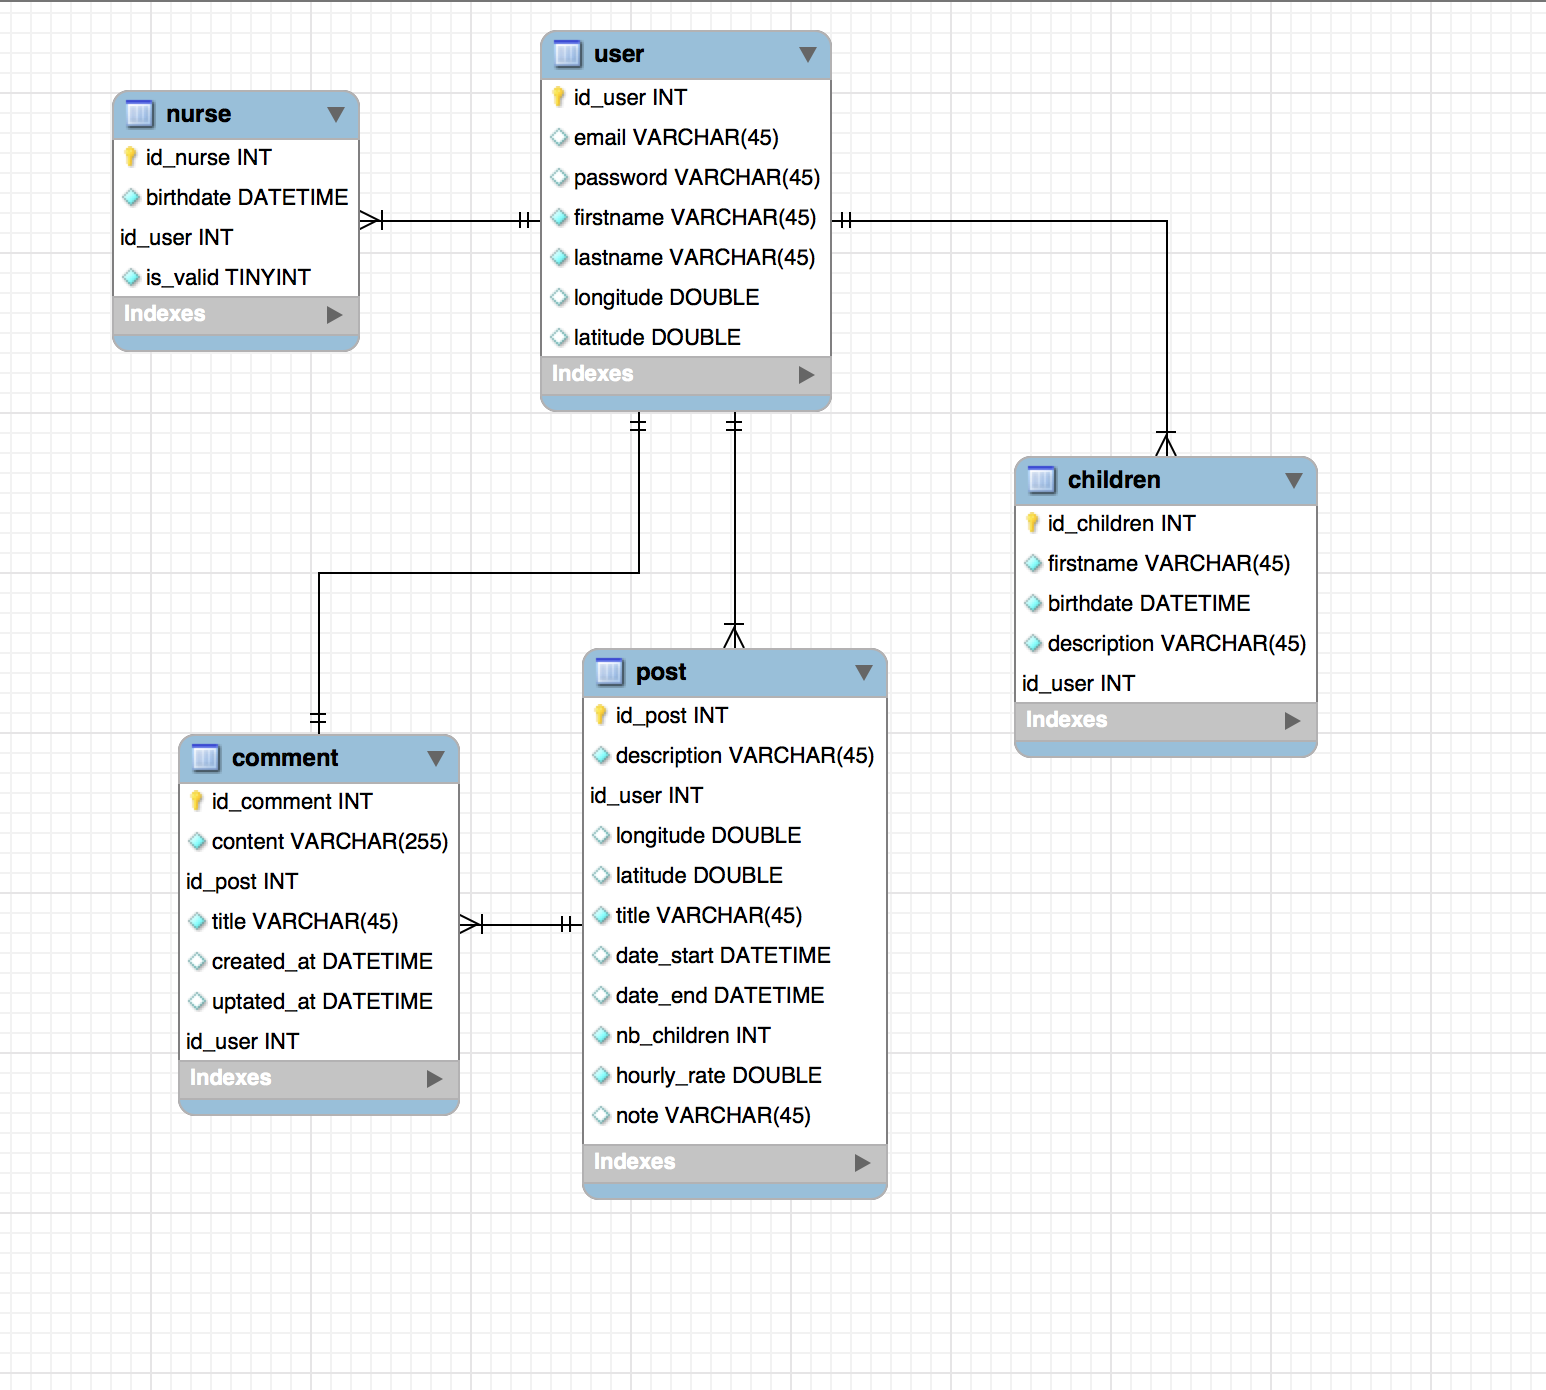 user
id_user INT
email VARCHAR(45)
password VARCHAR(45)
firstname VARCHAR(45)
lastname VARCHAR(45)
longitude DOUBLE
latitude DOUBLE
Indexes
nurse
id_nurse INT
birthdate DATETIME
id_user INT
is_valid TINYINT
Indexes
children
id_children INT
firstname VARCHAR(45)
birthdate DATETIME
description VARCHAR(45)
id_user INT
Indexes
post
id_post INT
description VARCHAR(45)
id_user INT
longitude DOUBLE
latitude DOUBLE
title VARCHAR(45)
date_start DATETIME
date_end DATETIME
nb_children INT
hourly_rate DOUBLE
note VARCHAR(45)
Indexes
comment
id_comment INT
content VARCHAR(255)
id_post INT
title VARCHAR(45)
created_at DATETIME
uptated_at DATETIME
id_user INT
Indexes